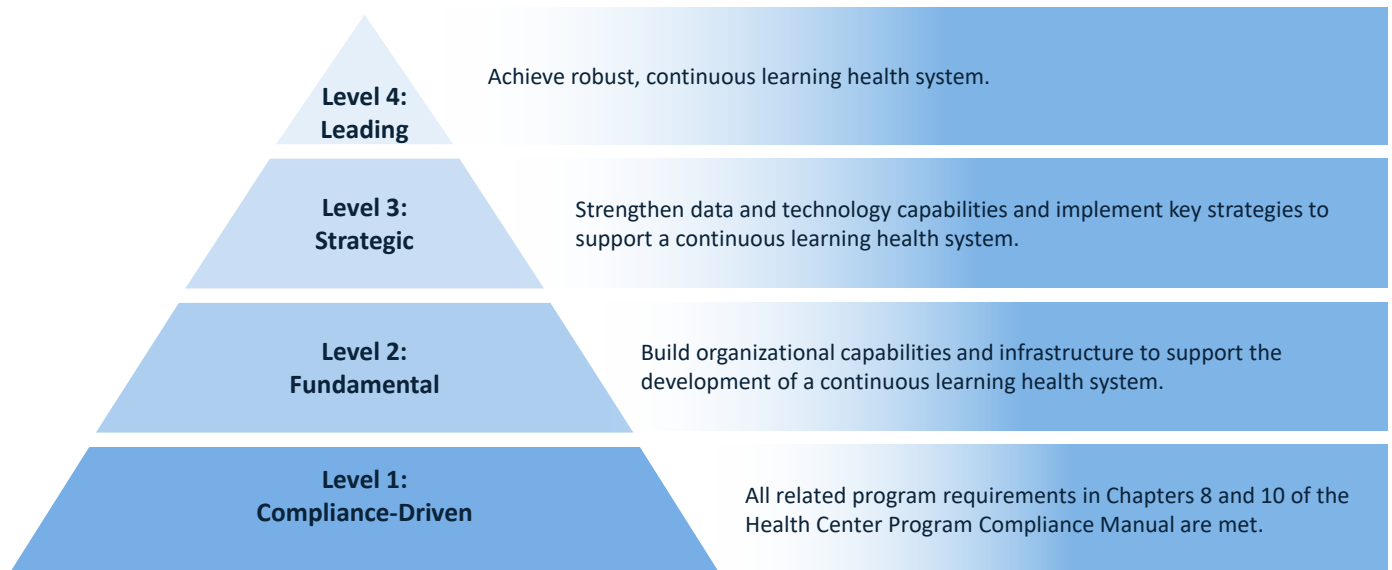 Level 4:
Leading
Achieve robust, continuous learning health system.
Level 3:
Strategic
Strengthen data and technology capabilities and implement key strategies to
support a continuous learning health system.
Level 2:
Fundamental
Build organizational capabilities and infrastructure to support the
development of a continuous learning health system.
Level 1:
Compliance-Driven
All related program requirements in Chapters 8 and 10 of the
Health Center Program Compliance Manual are met.